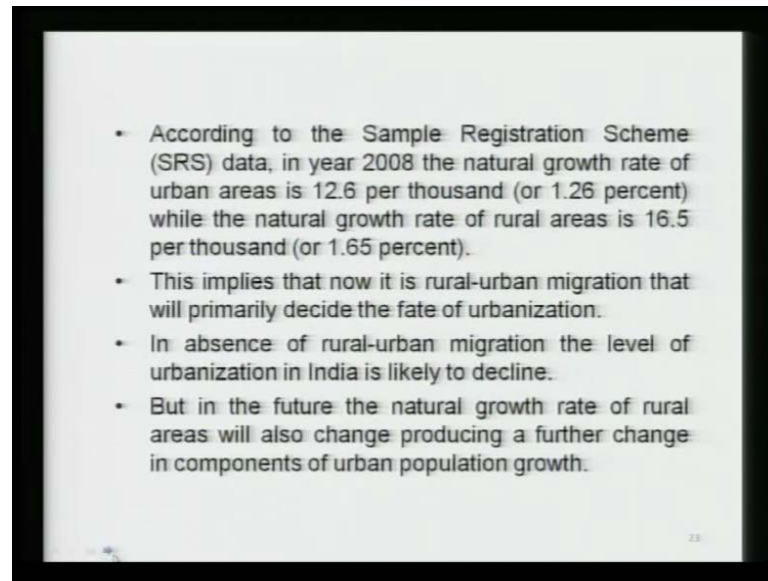 • According to the Sample Registration Scheme
(SRS) data, in year 2008 the natural growth rate of
urban areas is 12.6 per thousand (or 1.26 percent)
while the natural growth rate of rural areas is 16.5
per thousand (or 1.65 percent).
• This implies that now it is rural-urban migration that
will primarily decide the fate of urbanization.
• In absence of rural-urban migration the level of
urbanization in India is likely to decline.
• But in the future the natural growth rate of rural
areas will also change producing a further change
in components of urban population growth.
23